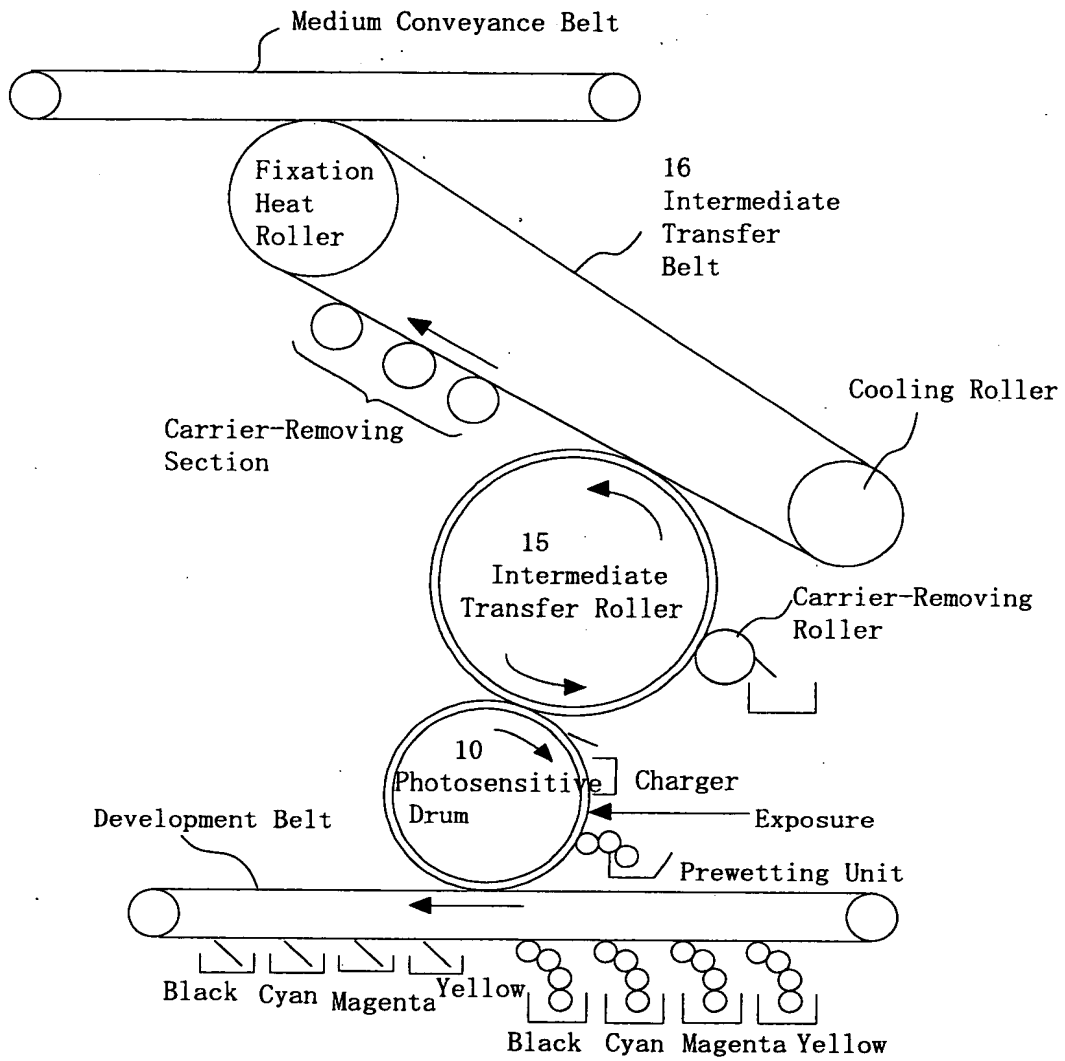 Medium Conveyance Belt
Fixation
Heat
Roller
16
Intermediate
Transfer
Belt
Cooling Roller
Carrier-Removing
Section
15
Intermediate
Transfer Roller
Carrier-Removing
Roller
10
Photosensitive
Drum
Charger
Development Belt
Exposure
Prewetting Unit
Black
Cyan
Magenta
Yellow
Black
Cyan
Magenta
Yellow